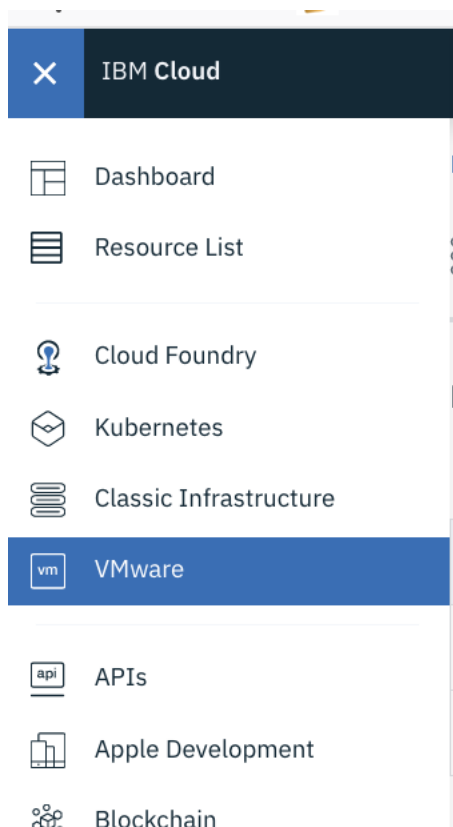 IBM Cloud
Dashboard
Resource List
Cloud Foundry
Kubernetes
Classic Infrastructure
vm VMware
api APIs
Apple Development
Blockchain